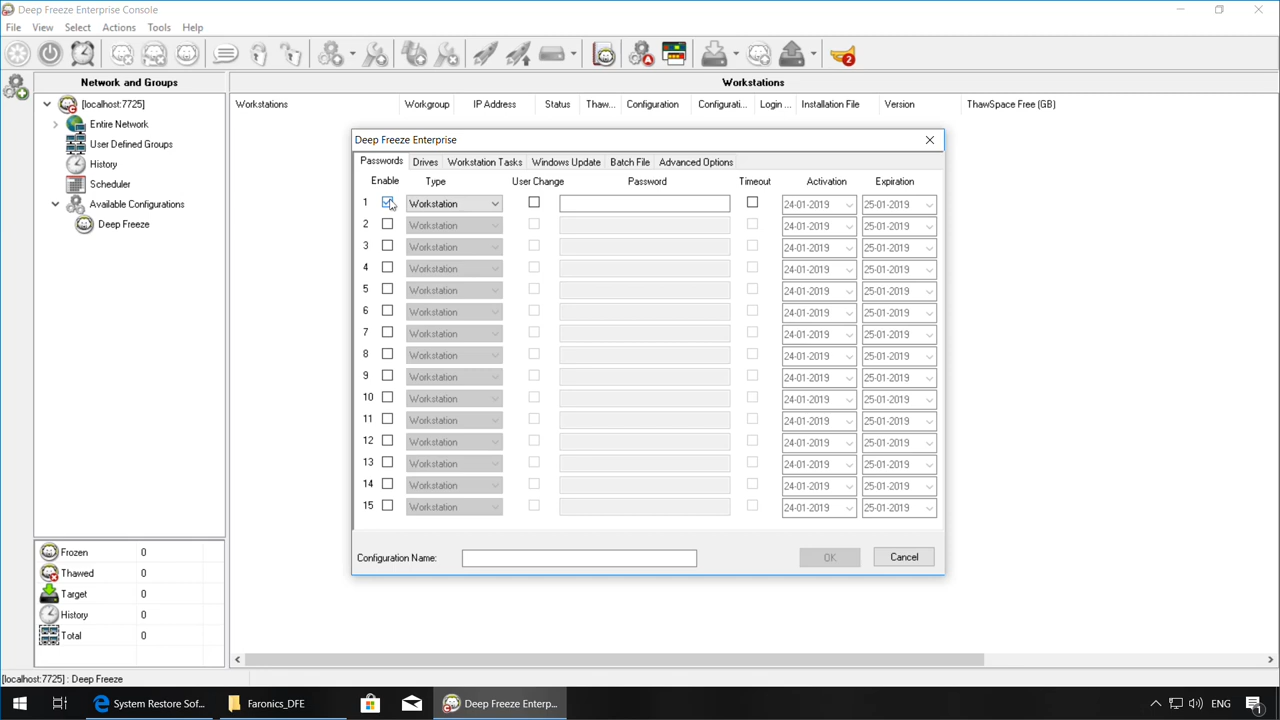 Deep Freeze Enterprise Console
File View Select Actions Tools Help
2
Network and Groups
Workstations
[localhost:7725]
Entire Network
User Defined Groups
History
Scheduler
Available Configurations
Deep Freeze
Workstations Workgroup IP Address Status Thaw... Configuration Configurati... Login ... Installation File Version ThawSpace Free (GB)
Deep Freeze Enterprise
Passwords Drives Workstation Tasks Windows Update Batch File Advanced Options
Enable Type User Change Password Timeout Activation Expiration
1 Workstation 24-01-2019 25-01-2019
2 Workstation 24-01-2019 25-01-2019
3 Workstation 24-01-2019 25-01-2019
4 Workstation 24-01-2019 25-01-2019
5 Workstation 24-01-2019 25-01-2019
6 Workstation 24-01-2019 25-01-2019
7 Workstation 24-01-2019 25-01-2019
8 Workstation 24-01-2019 25-01-2019
9 Workstation 24-01-2019 25-01-2019
10 Workstation 24-01-2019 25-01-2019
11 Workstation 24-01-2019 25-01-2019
12 Workstation 24-01-2019 25-01-2019
13 Workstation 24-01-2019 25-01-2019
14 Workstation 24-01-2019 25-01-2019
15 Workstation 24-01-2019 25-01-2019
Configuration Name: OK Cancel
Frozen 0
Thawed 0
Target 0
History 0
Total 0
[localhost:7725] : Deep Freeze
System Restore Sof... Faronics_DFE Deep Freeze Enterp... ENG 1